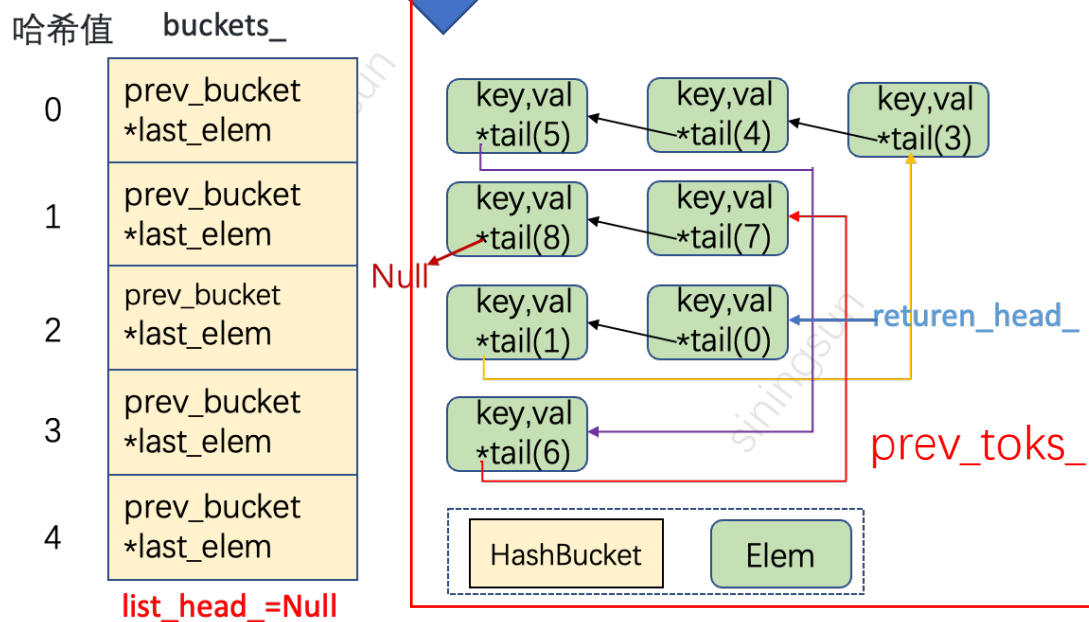 哈希值 buckets_
0
prev_bucket
*last_elem
1
prev_bucket
*last_elem
2
prev_bucket
*last_elem
3
prev_bucket
*last_elem
4
prev_bucket
*last_elem
list_head_=Null
key,val
*tail(5)
key,val
*tail(4)
key,val
*tail(3)
key,val
*tail(8)
key,val
*tail(7)
Null
key,val
*tail(1)
key,val
*tail(0)
returen_head_
key,val
*tail(6)
prev_toks_
HashBucket
Elem
siningsun